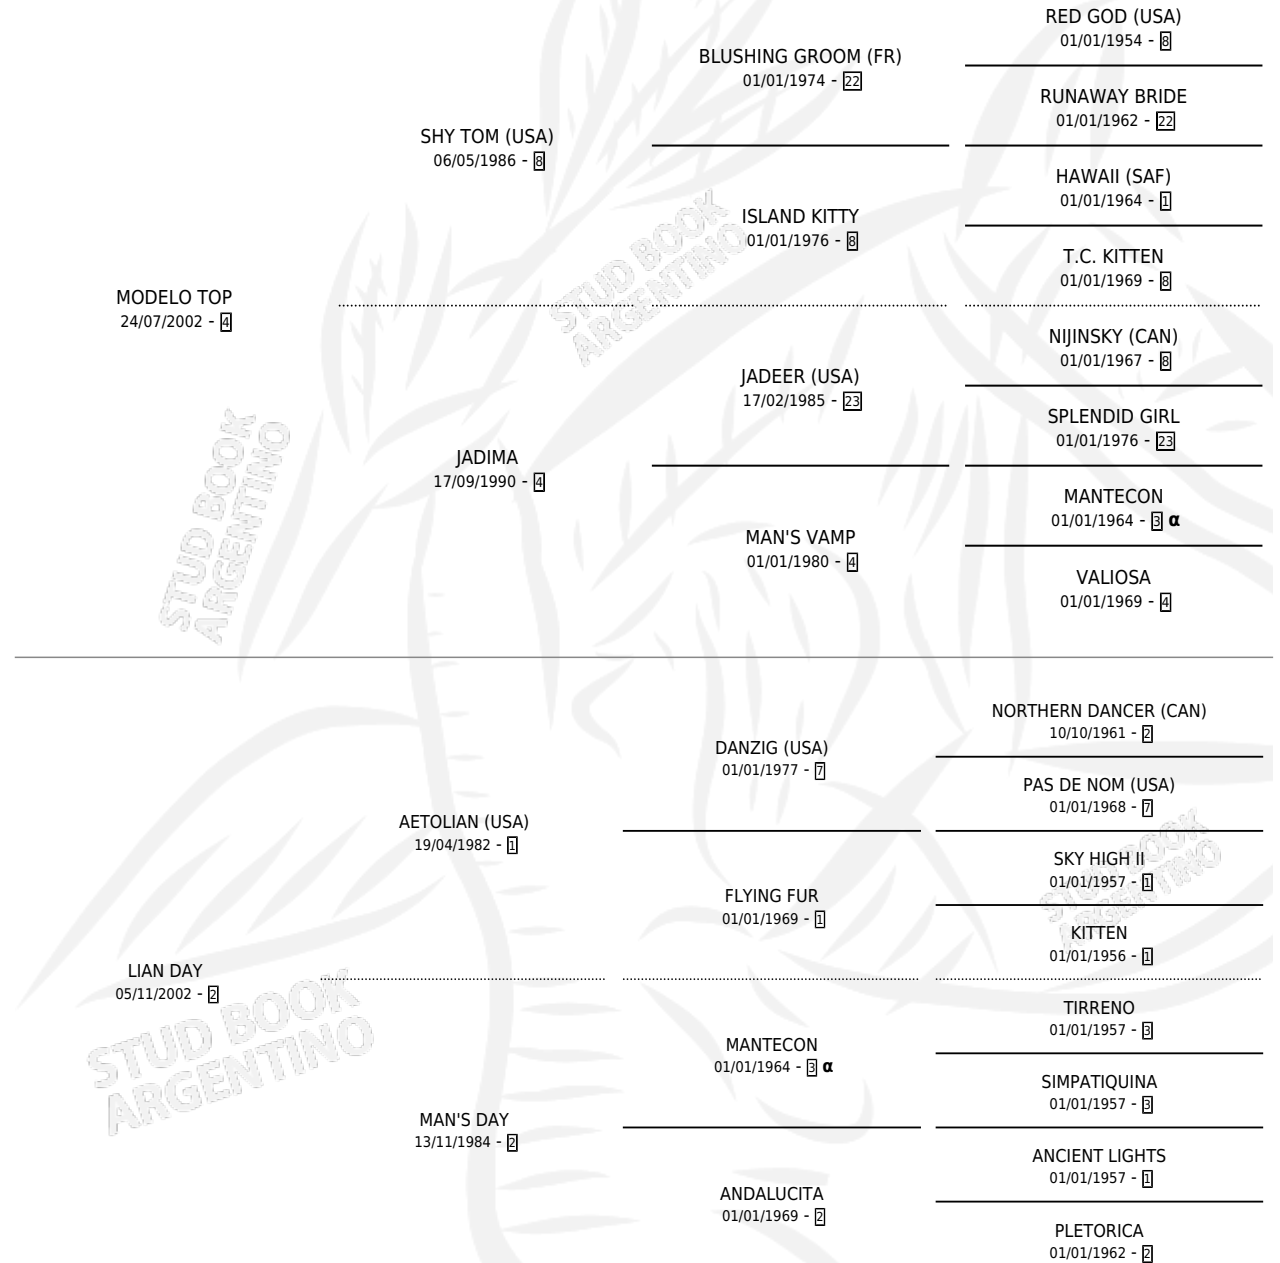 RED GOD (USA)
01/01/1954 - 8
BLUSHING GROOM (FR)
01/01/1974 - 22
RUNAWAY BRIDE
01/01/1962 - 22
SHY TOM (USA)
06/05/1986 - 8
HAWAII (SAF)
01/01/1964 - 1
ISLAND KITTY
01/01/1976 - 8
T.C. KITTEN
01/01/1969 - 8
MODELO TOP
24/07/2002 - 4
NIJINSKY (CAN)
01/01/1967 - 8
JADEER (USA)
17/02/1985 - 23
SPLENDID GIRL
01/01/1976 - 23
JADIMA
17/09/1990 - 4
MANTECON
01/01/1964 - 3 α
MAN'S VAMP
01/01/1980 - 4
VALIOSA
01/01/1969 - 4
NORTHERN DANCER (CAN)
10/10/1961 - 2
DANZIG (USA)
01/01/1977 - 7
PAS DE NOM (USA)
01/01/1968 - 7
AETOLIAN (USA)
19/04/1982 - 1
SKY HIGH II
01/01/1957 - 1
FLYING FUR
01/01/1969 - 1
KITTEN
01/01/1956 - 1
LIAN DAY
05/11/2002 - 2
TIRRENO
01/01/1957 - 3
MANTECON
01/01/1964 - 3 α
SIMPATIQUINA
01/01/1957 - 3
MAN'S DAY
13/11/1984 - 2
ANCIENT LIGHTS
01/01/1957 - 1
ANDALUCITA
01/01/1969 - 2
PLETORICA
01/01/1962 - 2
STUD BOOK
ARGENTINO
STUD BOOK
ARGENTINO
STUD BOOK
ARGENTINO
STUD BOOK
ARGENTINO